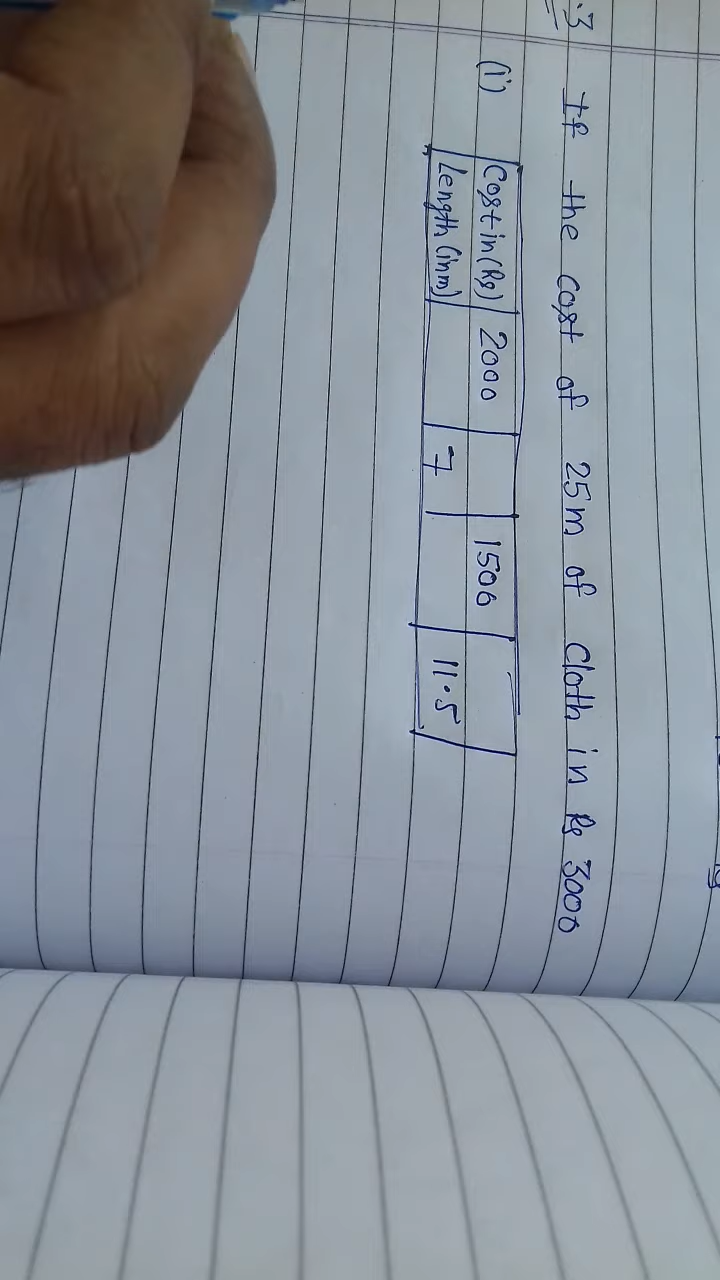 .3 If the cost of 25m of cloth in Rs 3000
(i)
Cost in (Rs) 2000 1500
Length (in m) 7 11.5